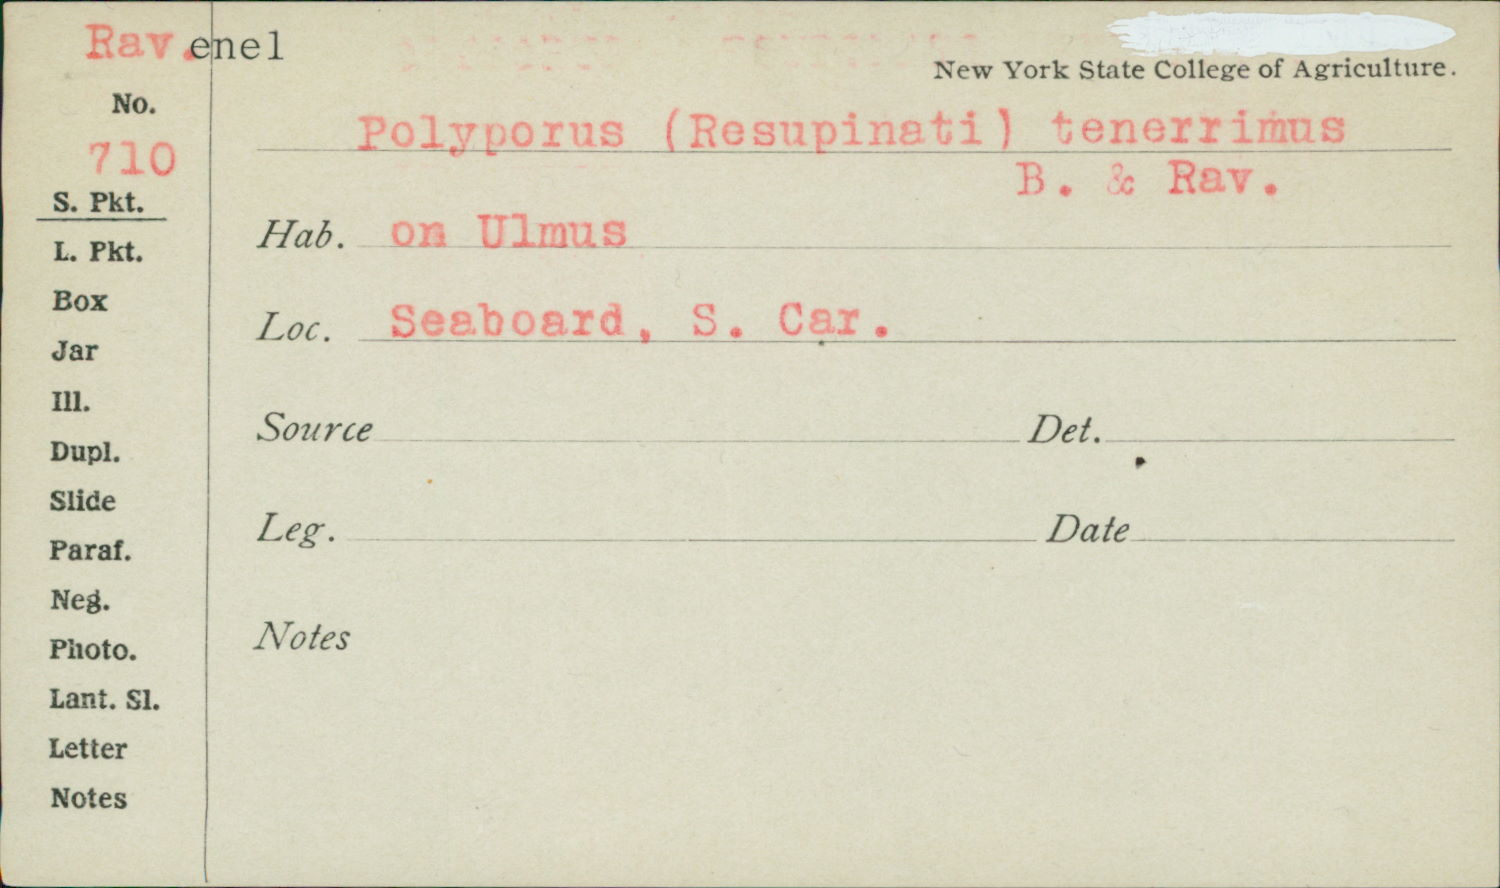 Rav.enel
New York State College of Agriculture.
No.
710
Polyporus (Resupinati) tenerrimus
B. & Rav.
S. Pkt.
Hab. on Ulmus
L. Pkt.
Box
Loc. Seaboard, S. Car.
Jar
Ill.
Source Det.
Dupl.
Slide
Leg. Date
Paraf.
Neg.
Notes
Photo.
Lant. Sl.
Letter
Notes